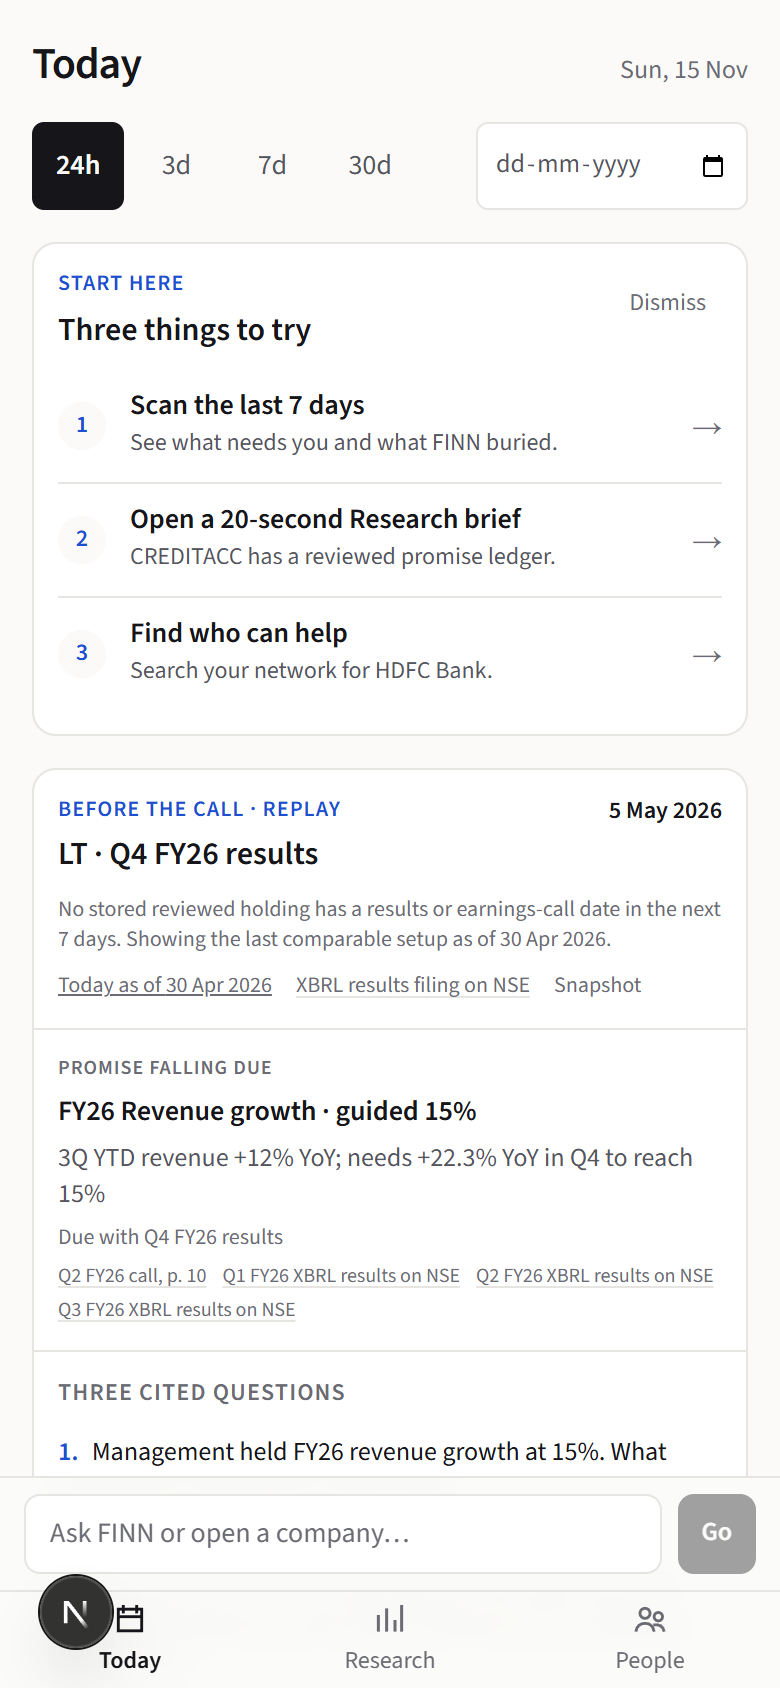 Today
Sun, 15 Nov
24h 3d 7d 30d dd-mm-yyyy
START HERE
Dismiss
Three things to try
1
Scan the last 7 days
See what needs you and what FINN buried.
→
2
Open a 20-second Research brief
CREDITACC has a reviewed promise ledger.
→
3
Find who can help
Search your network for HDFC Bank.
→
BEFORE THE CALL · REPLAY
5 May 2026
LT · Q4 FY26 results
No stored reviewed holding has a results or earnings-call date in the next
7 days. Showing the last comparable setup as of 30 Apr 2026.
Today as of 30 Apr 2026 XBRL results filing on NSE Snapshot
PROMISE FALLING DUE
FY26 Revenue growth · guided 15%
3Q YTD revenue +12% YoY; needs +22.3% YoY in Q4 to reach
15%
Due with Q4 FY26 results
Q2 FY26 call, p. 10 Q1 FY26 XBRL results on NSE Q2 FY26 XBRL results on NSE
Q3 FY26 XBRL results on NSE
THREE CITED QUESTIONS
1. Management held FY26 revenue growth at 15%. What
Ask FINN or open a company…
Go
N
Today
Research
People